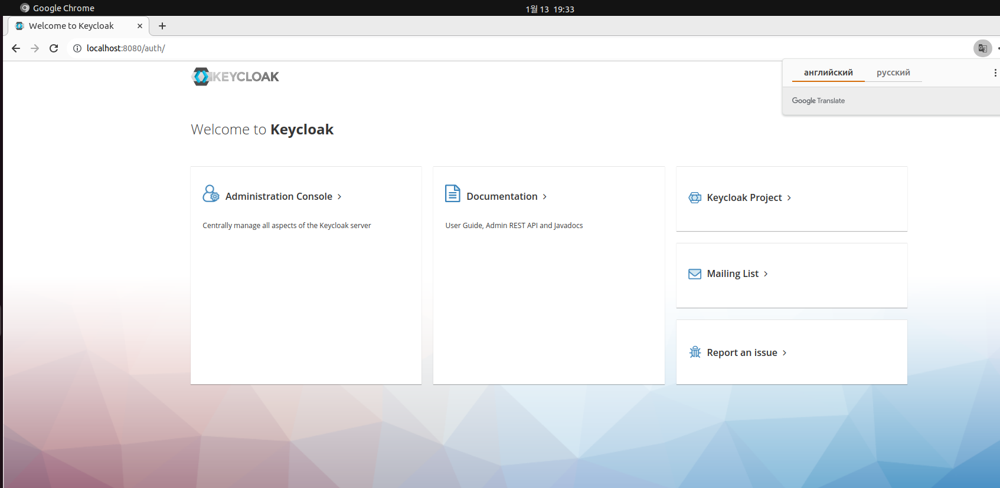 Google Chrome
1월 13 19:33
Welcome to Keycloak
localhost:8080/auth/
английский русский
Google Translate
KEYCLOAK
Welcome to Keycloak
Administration Console
Centrally manage all aspects of the Keycloak server
Documentation
User Guide, Admin REST API and Javadocs
Keycloak Project
Mailing List
Report an issue